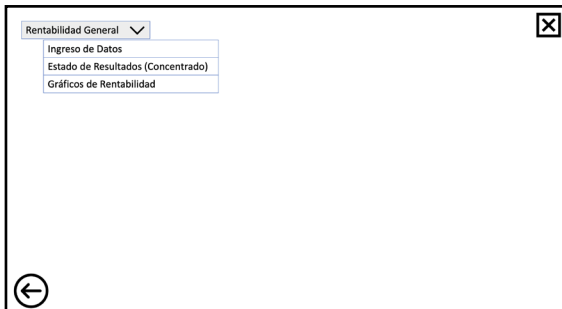 Rentabilidad General
Ingreso de Datos
Estado de Resultados (Concentrado)
Gráficos de Rentabilidad